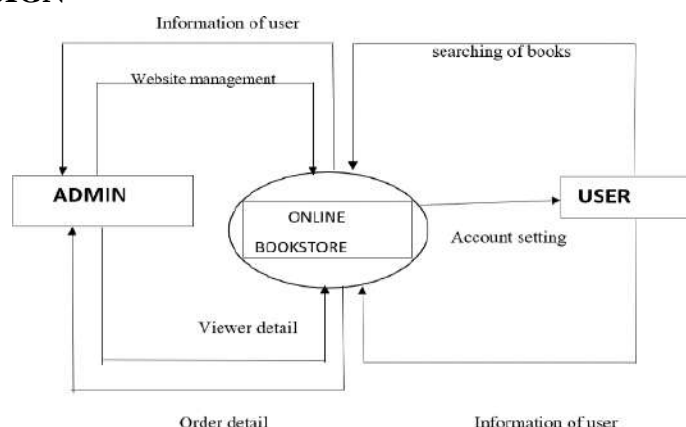 Information of user
searching of books
Website management
ADMIN
ONLINE
BOOKSTORE
USER
Account setting
Viewer detail
Order detail
Information of user